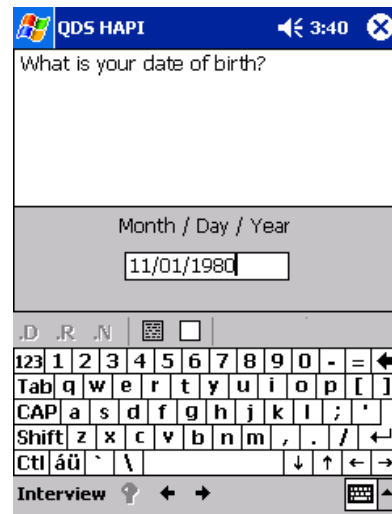 QDS HAPI 3:40
What is your date of birth?
Month / Day / Year
11/01/1980
.D .R .N
123 1 2 3 4 5 6 7 8 9 0 - =
Tab q w e r t y u i o p [ ]
CAP a s d f g h j k l ; '
Shift z x c v b n m , . /
Ctl áü ` \
Interview